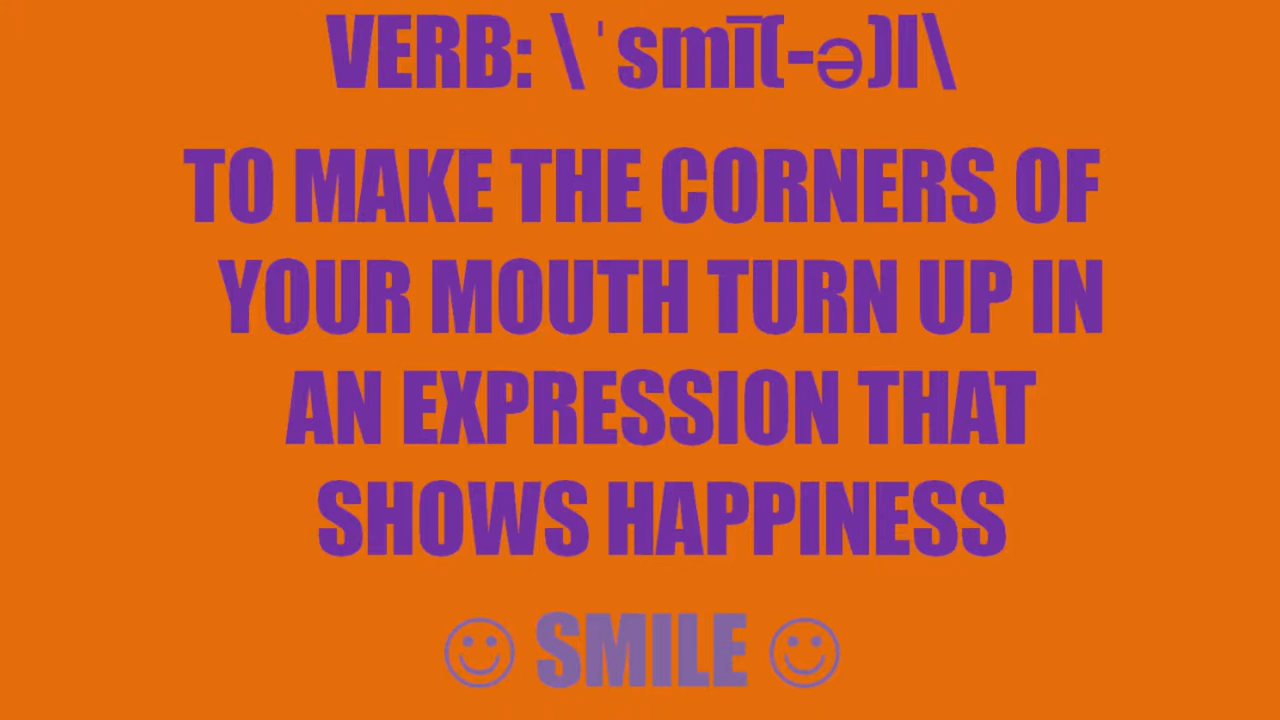 VERB: \ˈsmī(-ə)l\
TO MAKE THE CORNERS OF
YOUR MOUTH TURN UP IN
AN EXPRESSION THAT
SHOWS HAPPINESS
☺ SMILE ☺